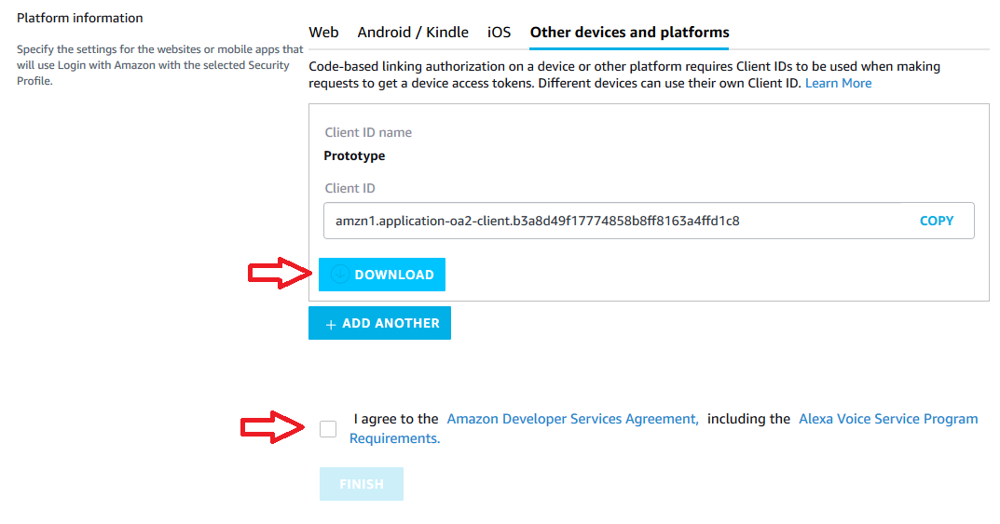 Platform information
Specify the settings for the websites or mobile apps that
will use Login with Amazon with the selected Security
Profile.
Web Android / Kindle iOS Other devices and platforms
Code-based linking authorization on a device or other platform requires Client IDs to be used when making
requests to get a device access tokens. Different devices can use their own Client ID. Learn More
Client ID name
Prototype
Client ID
amzn1.application-oa2-client.b3a8d49f17774858b8ff8163a4ffd1c8 COPY
DOWNLOAD
+ ADD ANOTHER
I agree to the Amazon Developer Services Agreement, including the Alexa Voice Service Program
Requirements.
FINISH